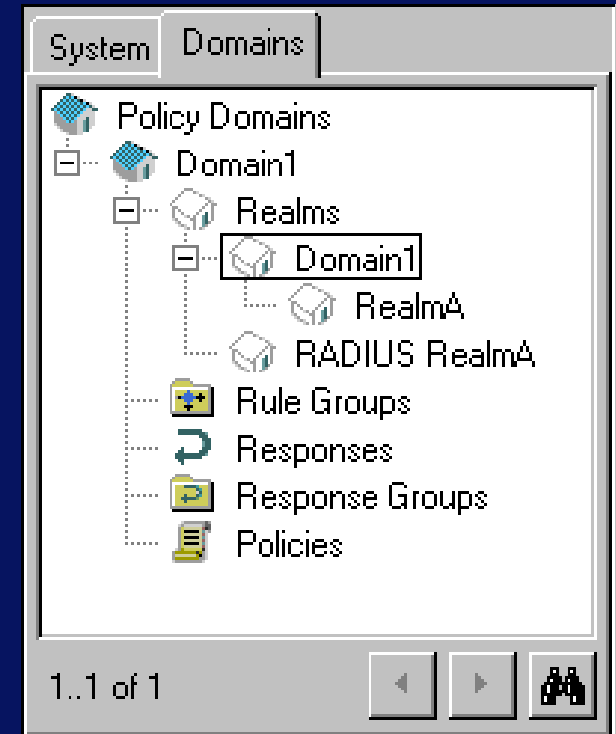 System Domains
Policy Domains
Domain1
Realms
Domain1
RealmA
RADIUS RealmA
Rule Groups
Responses
Response Groups
Policies
1..1 of 1